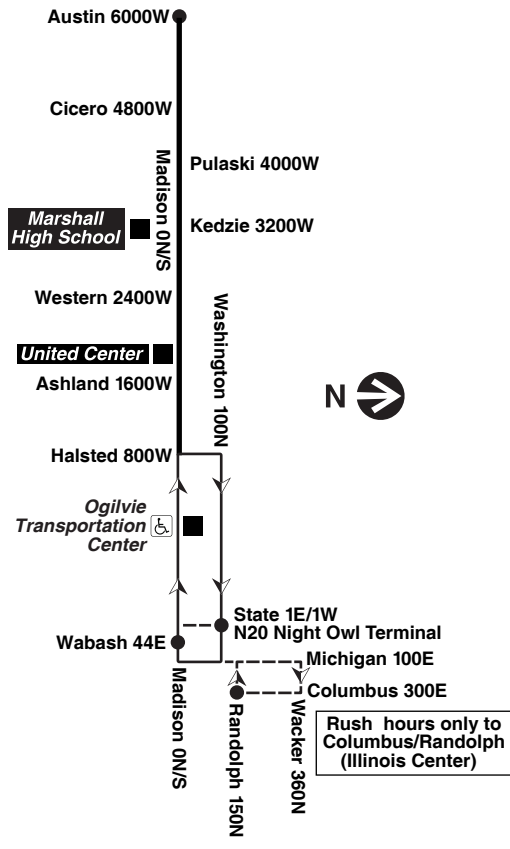 Austin 6000W
Cicero 4800W
Madison 0N/S
Pulaski 4000W
Marshall
High School
Kedzie 3200W
Western 2400W
Washington 100N
United Center
Ashland 1600W
N
Halsted 800W
Ogilvie
Transportation
Center
State 1E/1W
N20 Night Owl Terminal
Wabash 44E
Michigan 100E
Columbus 300E
Madison 0N/S
Randolph 150N
Wacker 360N
Rush hours only to
Columbus/Randolph
(Illinois Center)